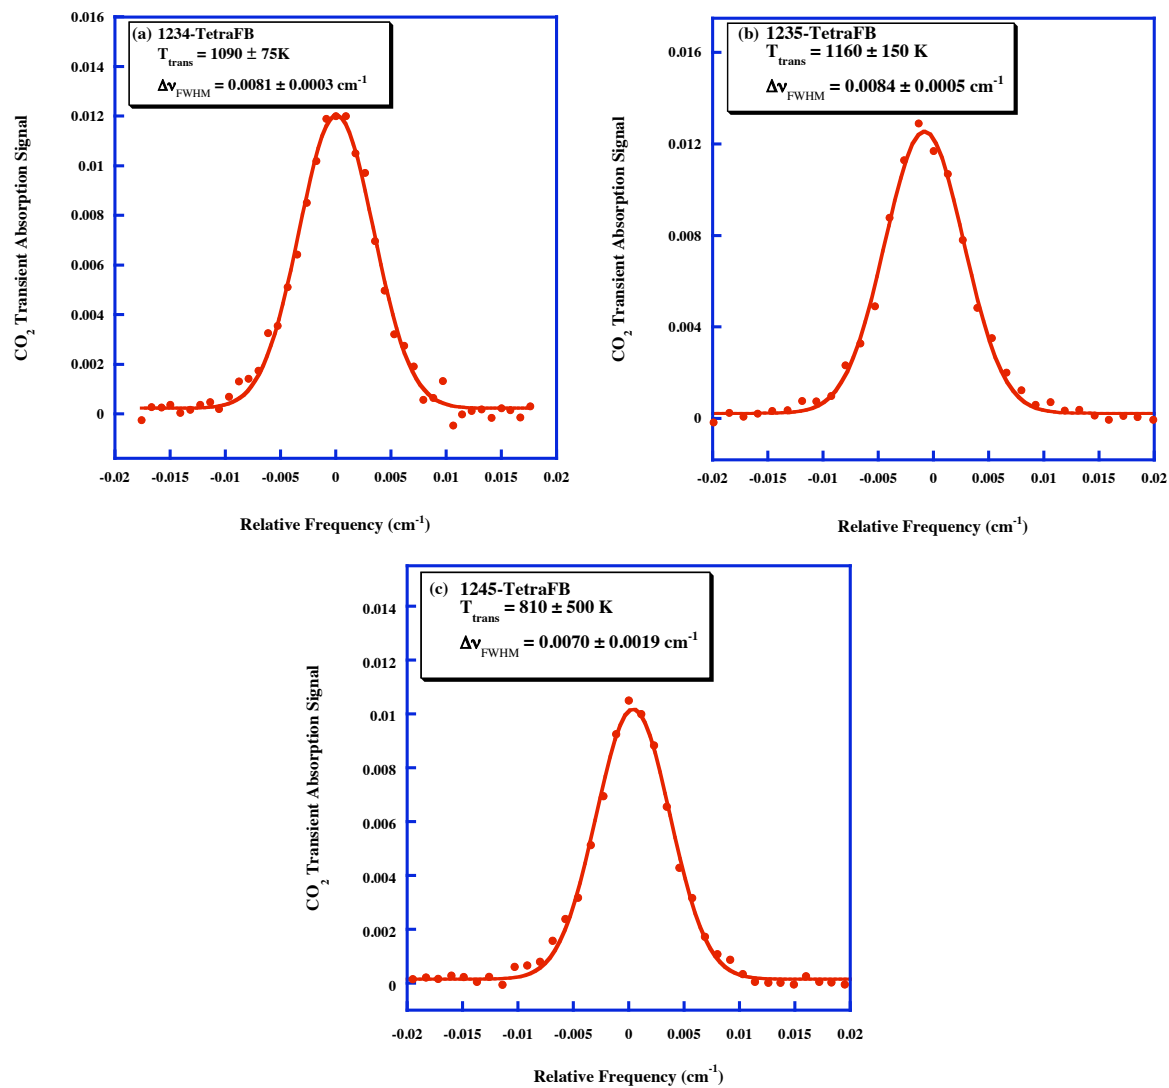 (a) 1234-TetraFB
T_trans = 1090 ± 75K
Δν_FWHM = 0.0081 ± 0.0003 cm⁻¹
0.016
0.014
0.012
0.01
0.008
0.006
0.004
0.002
0
CO₂ Transient Absorption Signal
-0.02 -0.015 -0.01 -0.005 0 0.005 0.01 0.015 0.02
Relative Frequency (cm⁻¹)
(b) 1235-TetraFB
T_trans = 1160 ± 150 K
Δν_FWHM = 0.0084 ± 0.0005 cm⁻¹
0.016
0.012
0.008
0.004
0
CO₂ Transient Absorption Signal
-0.02 -0.015 -0.01 -0.005 0 0.005 0.01 0.015 0.02
Relative Frequency (cm⁻¹)
(c) 1245-TetraFB
T_trans = 810 ± 500 K
Δν_FWHM = 0.0070 ± 0.0019 cm⁻¹
0.014
0.012
0.01
0.008
0.006
0.004
0.002
0
CO₂ Transient Absorption Signal
-0.02 -0.015 -0.01 -0.005 0 0.005 0.01 0.015 0.02
Relative Frequency (cm⁻¹)